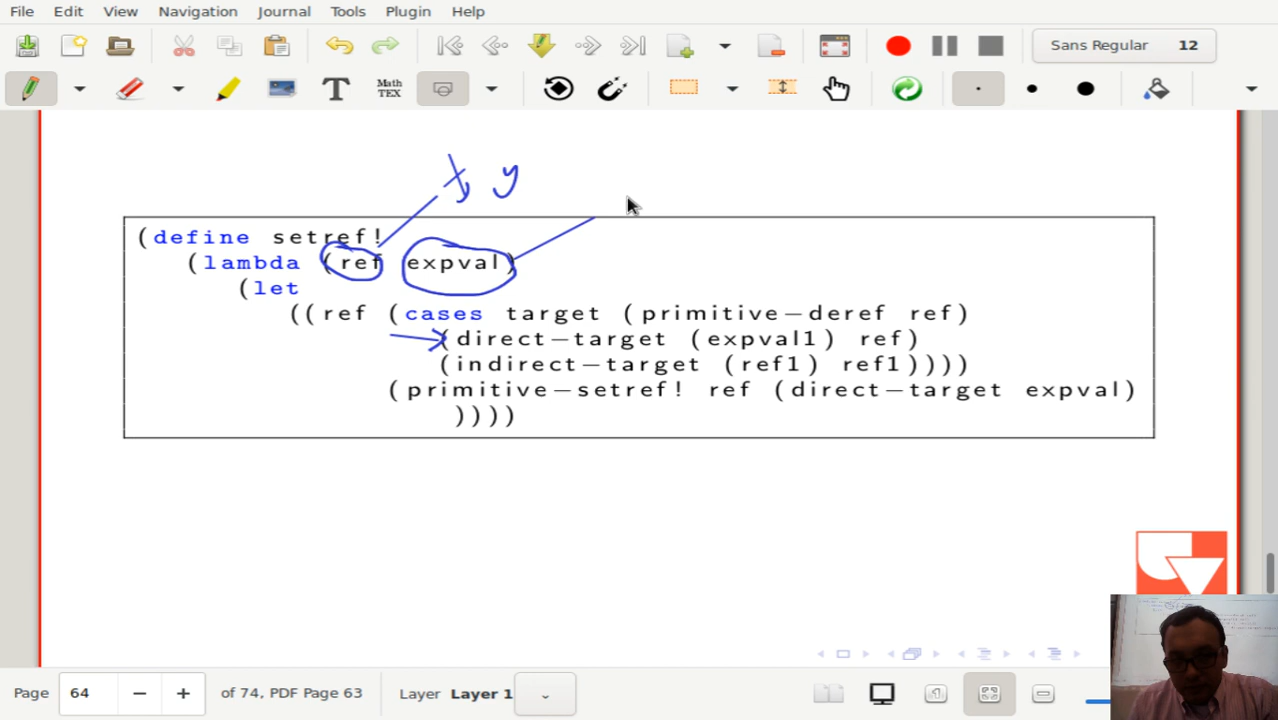 File Edit View Navigation Journal Tools Plugin Help
Sans Regular 12
T Math TEX
x y
(define setref!
(lambda (ref expval)
(let
((ref (cases target (primitive-deref ref)
(direct-target (expval1) ref)
(indirect-target (ref1) ref1))))
(primitive-setref! ref (direct-target expval)
))))
Page 64 − + of 74, PDF Page 63 Layer Layer 1